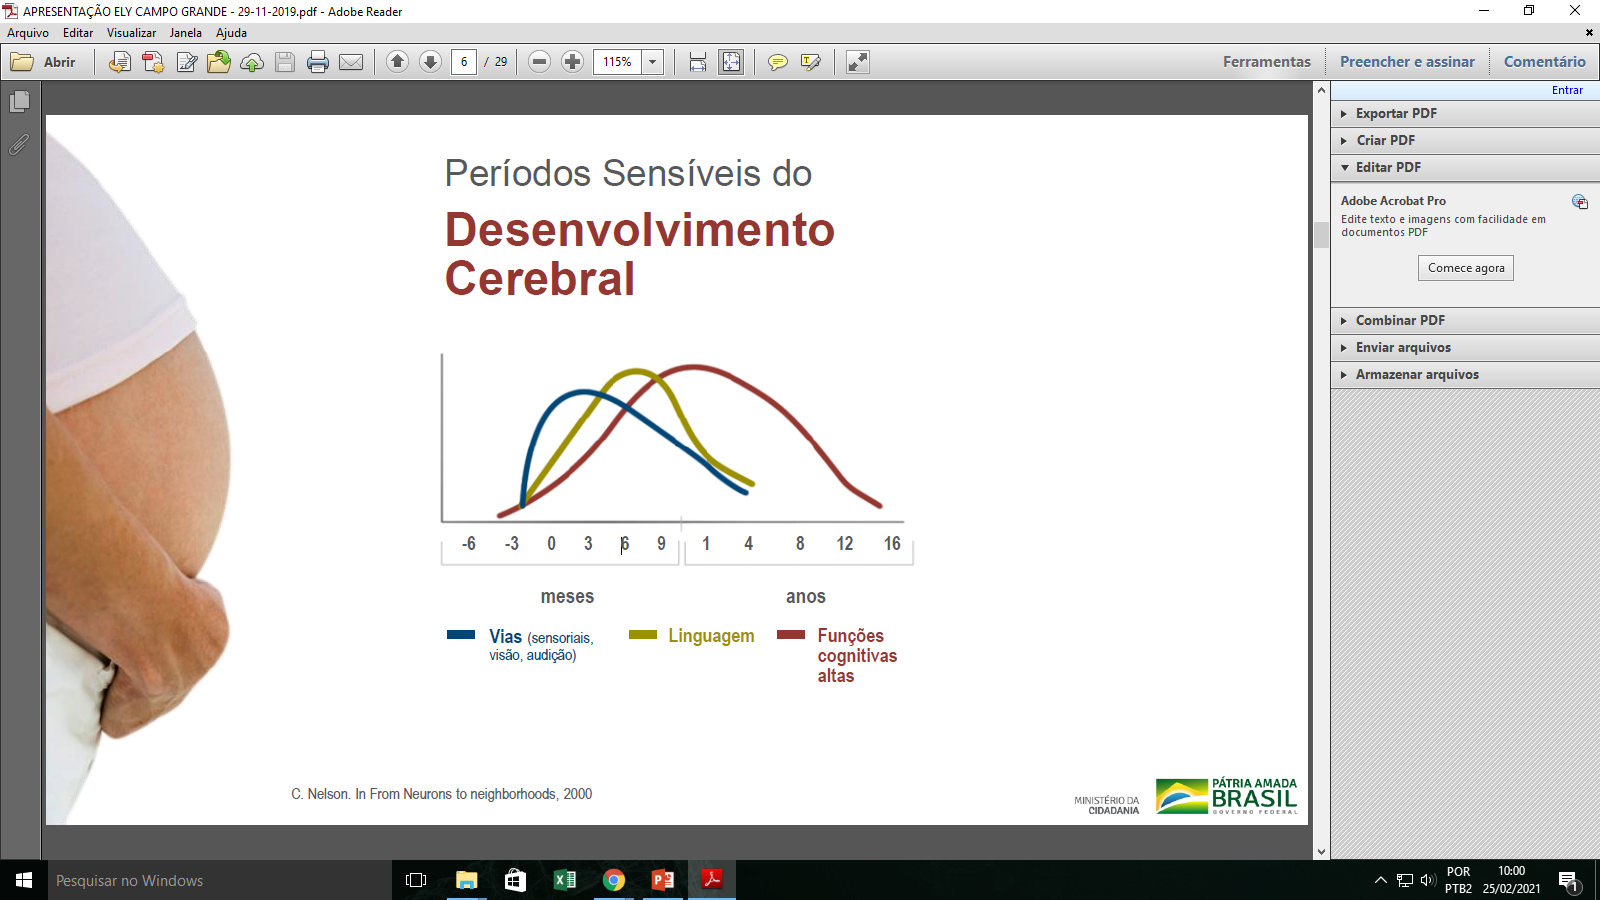 APRESENTAÇÃO ELY CAMPO GRANDE - 29-11-2019.pdf - Adobe Reader
Arquivo Editar Visualizar Janela Ajuda
Abrir 6 / 29 115% Ferramentas Preencher e assinar Comentário
Entrar
Exportar PDF
Criar PDF
Editar PDF
Adobe Acrobat Pro
Edite texto e imagens com facilidade em
documentos PDF
Comece agora
Combinar PDF
Enviar arquivos
Armazenar arquivos
Períodos Sensíveis do
Desenvolvimento
Cerebral
-6 -3 0 3 6 9 1 4 8 12 16
meses anos
Vias (sensoriais,
visão, audição)
Linguagem
Funções
cognitivas
altas
C. Nelson. In From Neurons to neighborhoods, 2000
MINISTÉRIO DA
CIDADANIA
PÁTRIA AMADA
BRASIL
GOVERNO FEDERAL
Pesquisar no Windows
POR
PTB2
10:00
25/02/2021
1